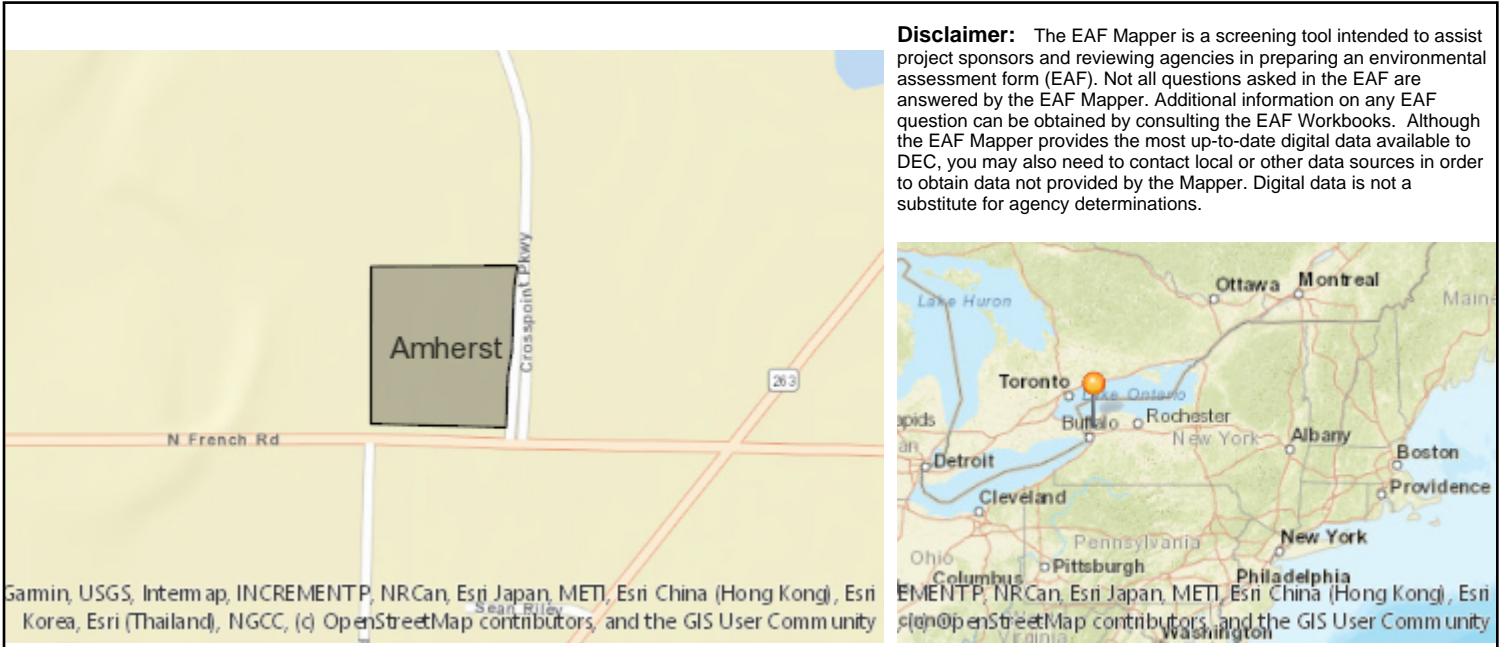 Disclaimer: The EAF Mapper is a screening tool intended to assist
project sponsors and reviewing agencies in preparing an environmental
assessment form (EAF). Not all questions asked in the EAF are
answered by the EAF Mapper. Additional information on any EAF
question can be obtained by consulting the EAF Workbooks. Although
the EAF Mapper provides the most up-to-date digital data available to
DEC, you may also need to contact local or other data sources in order
to obtain data not provided by the Mapper. Digital data is not a
substitute for agency determinations.
Crosspoint Pkwy
Amherst
263
N French Rd
Sean Riley
Garmin, USGS, Intermap, INCREMENT P, NRCan, Esri Japan, METI, Esri China (Hong Kong), Esri
Korea, Esri (Thailand), NGCC, (c) OpenStreetMap contributors, and the GIS User Community
Ottawa
Montreal
Maine
Lake Huron
Toronto
Lake Ontario
apids
Buffalo
Rochester
New York
Albany
Boston
Detroit
Providence
Cleveland
New York
Pennsylvania
Ohio
Pittsburgh
Columbus
Philadelphia
EMENT P, NRCan, Esri Japan, METI, Esri China (Hong Kong), Esri
(c) OpenStreetMap contributors, and the GIS User Community
Virginia
Washington